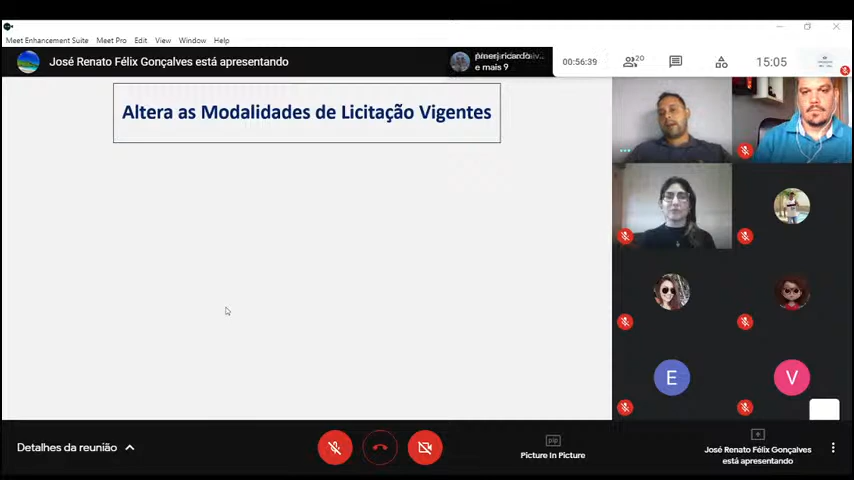 Meet Enhancement Suite Meet Pro Edit View Window Help
José Renato Félix Gonçalves está apresentando
e mais 9
00:56:39
20
15:05
Altera as Modalidades de Licitação Vigentes
E
V
Detalhes da reunião
pip
Picture In Picture
José Renato Félix Gonçalves
está apresentando